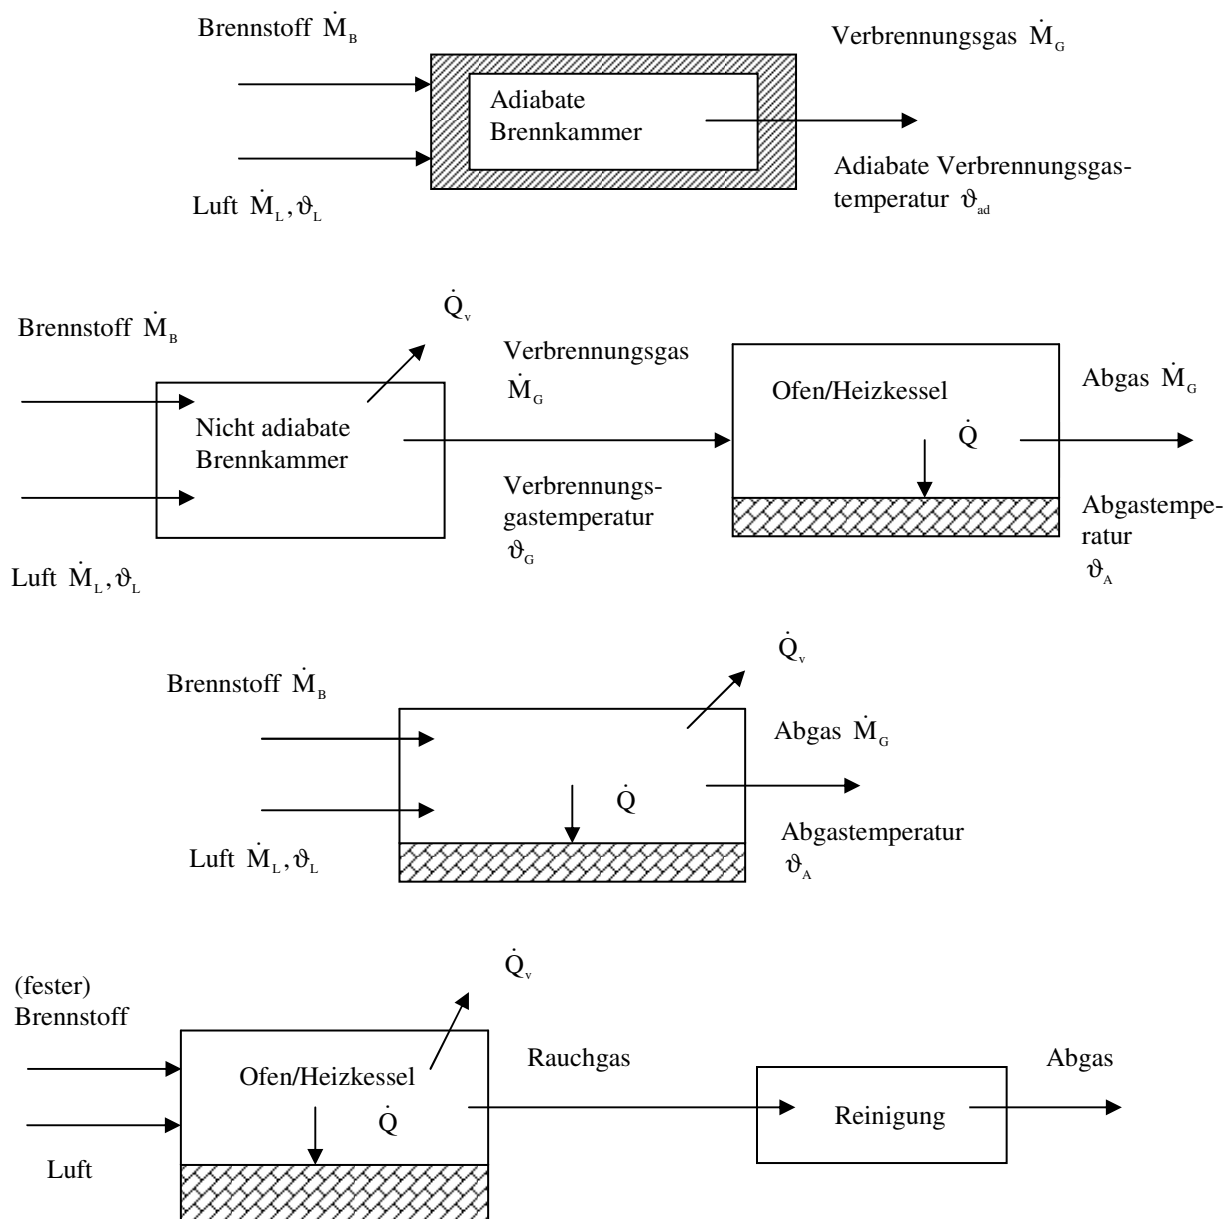 Brennstoff Ṁ_B
Verbrennungsgas Ṁ_G
Adiabate
Brennkammer
Luft Ṁ_L, ϑ_L
Adiabate Verbrennungsgas-
temperatur ϑ_ad
Brennstoff Ṁ_B
Q̇_v
Nicht adiabate
Brennkammer
Luft Ṁ_L, ϑ_L
Verbrennungsgas
Ṁ_G
Verbrennungs-
gastemperatur
ϑ_G
Ofen/Heizkessel
Q̇
Abgas Ṁ_G
Abgastempe-
ratur
ϑ_A
Brennstoff Ṁ_B
Q̇_v
Luft Ṁ_L, ϑ_L
Q̇
Abgas Ṁ_G
Abgastemperatur
ϑ_A
(fester)
Brennstoff
Luft
Q̇_v
Ofen/Heizkessel
Q̇
Rauchgas
Reinigung
Abgas